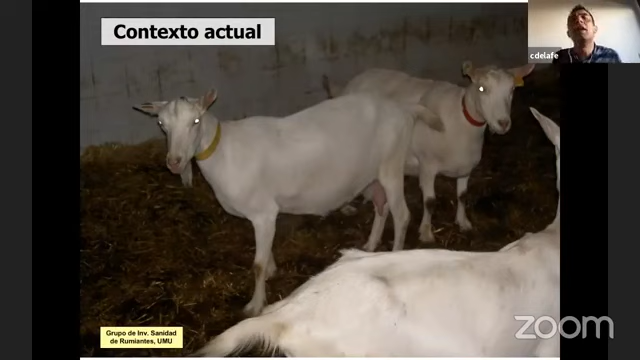 Contexto actual
cdelafe
Grupo de Inv. Sanidad
de Rumiantes, UMU
zoom